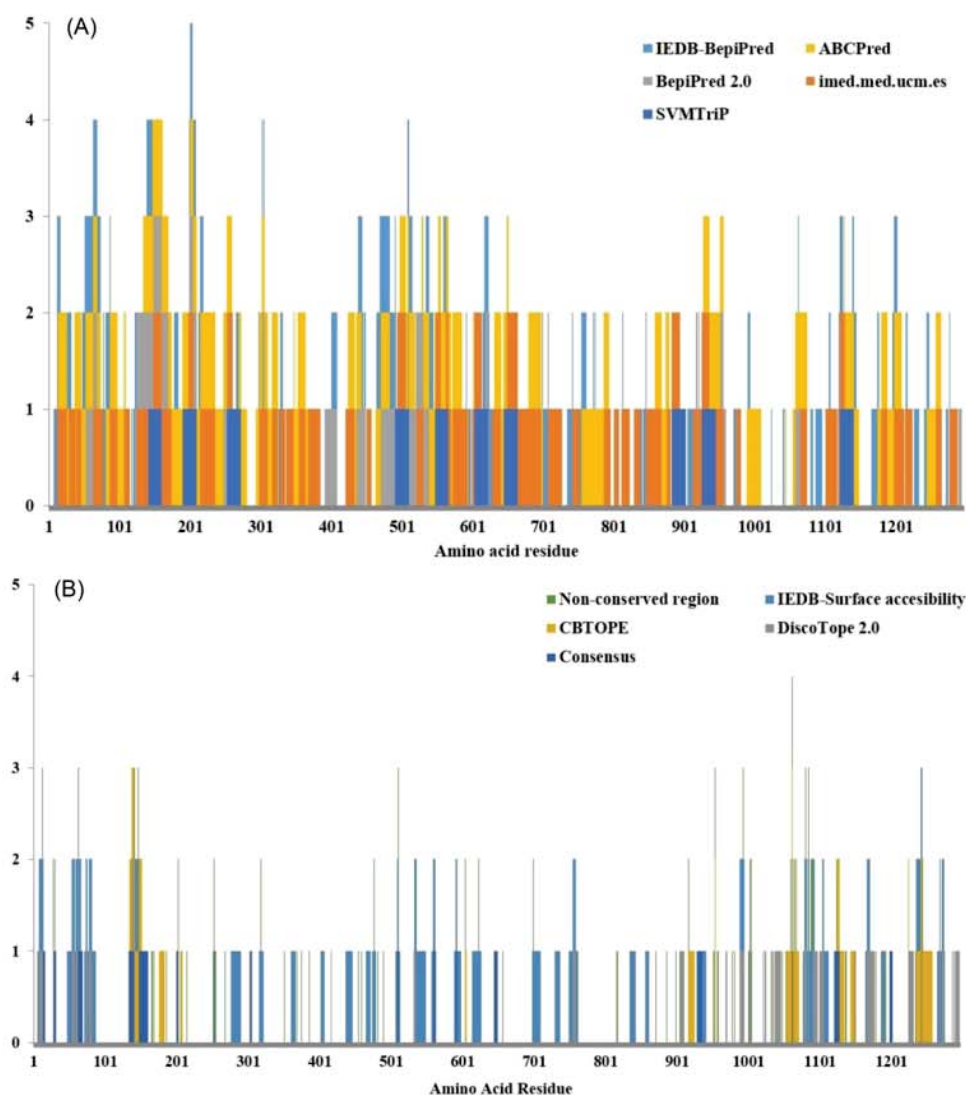 (A)
5
4
3
2
1
0
IEDB-BepiPred ABCPred
BepiPred 2.0 imed.med.ucm.es
SVMTriP
1 101 201 301 401 501 601 701 801 901 1001 1101 1201
Amino acid residue
(B)
5
4
3
2
1
0
Non-conserved region IEDB-Surface accesibility
CBTOPE DiscoTope 2.0
Consensus
1 101 201 301 401 501 601 701 801 901 1001 1101 1201
Amino Acid Residue